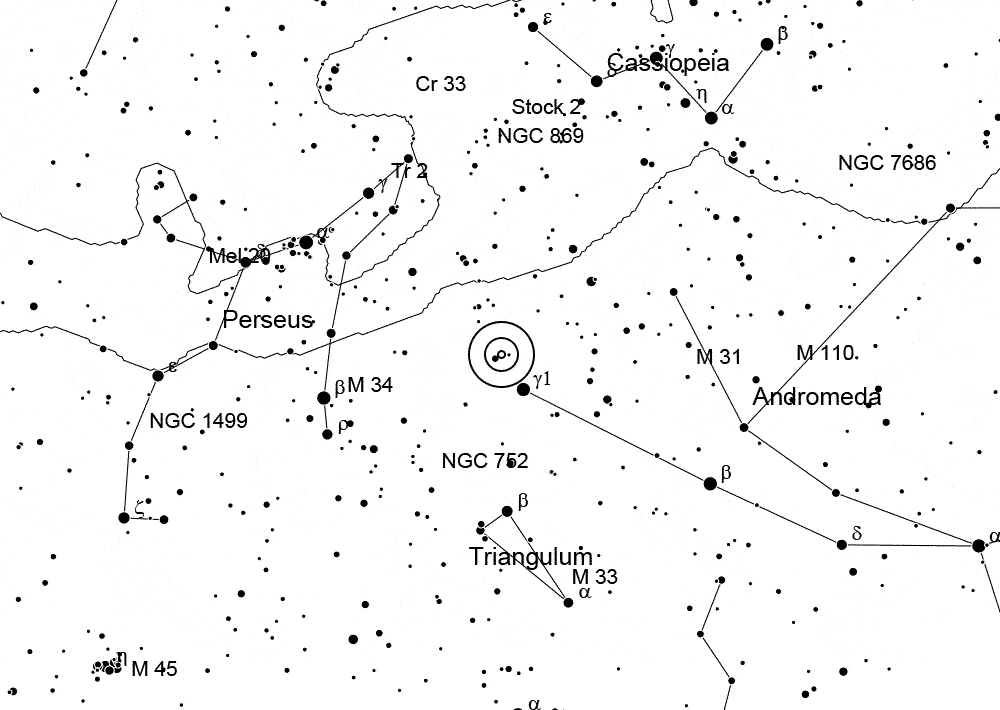 ε
β
γ
Cassiopeia
δ
Cr 33
η
Stock 2
α
NGC 869
NGC 7686
Tr 2
γ
α
δ
Mel 20
Perseus
M 31
M 110
ε
γ1
β
M 34
Andromeda
NGC 1499
ρ
NGC 752
β
ζ
β
δ
α
Triangulum
M 33
α
η
M 45
α